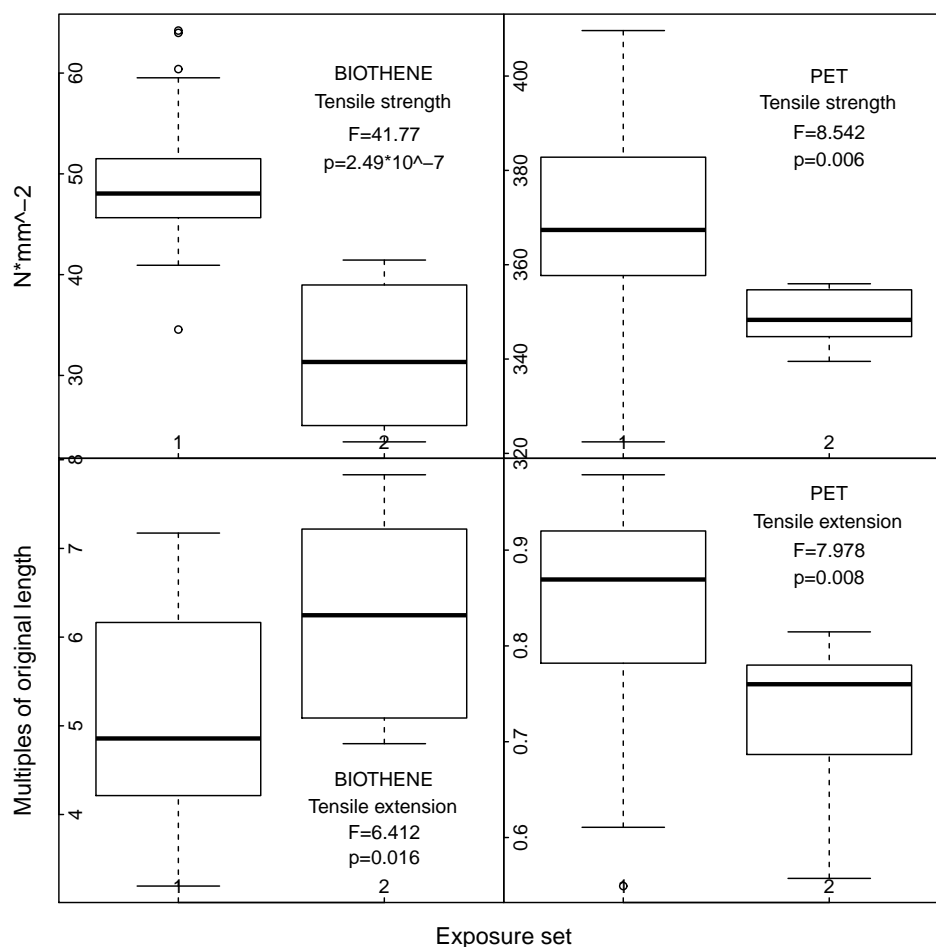 N*mm^−2
60
50
40
30
BIOTHENE
Tensile strength
F=41.77
p=2.49*10^−7
1
2
400
380
360
340
320
PET
Tensile strength
F=8.542
p=0.006
1
2
Multiples of original length
8
7
6
5
4
BIOTHENE
Tensile extension
F=6.412
p=0.016
1
2
0.9
0.8
0.7
0.6
PET
Tensile extension
F=7.978
p=0.008
1
2
Exposure set